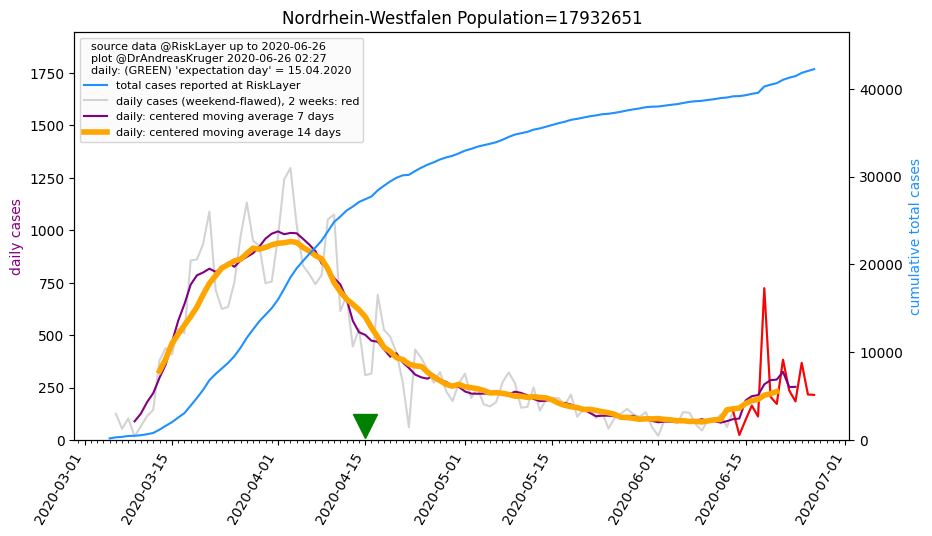 Nordrhein-Westfalen Population=17932651
source data @RiskLayer up to 2020-06-26
plot @DrAndreasKruger 2020-06-26 02:27
daily: (GREEN) 'expectation day' = 15.04.2020
total cases reported at RiskLayer
daily cases (weekend-flawed), 2 weeks: red
daily: centered moving average 7 days
daily: centered moving average 14 days
daily cases
1750
1500
1250
1000
750
500
250
0
cumulative total cases
40000
30000
20000
10000
0
2020-03-01
2020-03-15
2020-04-01
2020-04-15
2020-05-01
2020-05-15
2020-06-01
2020-06-15
2020-07-01